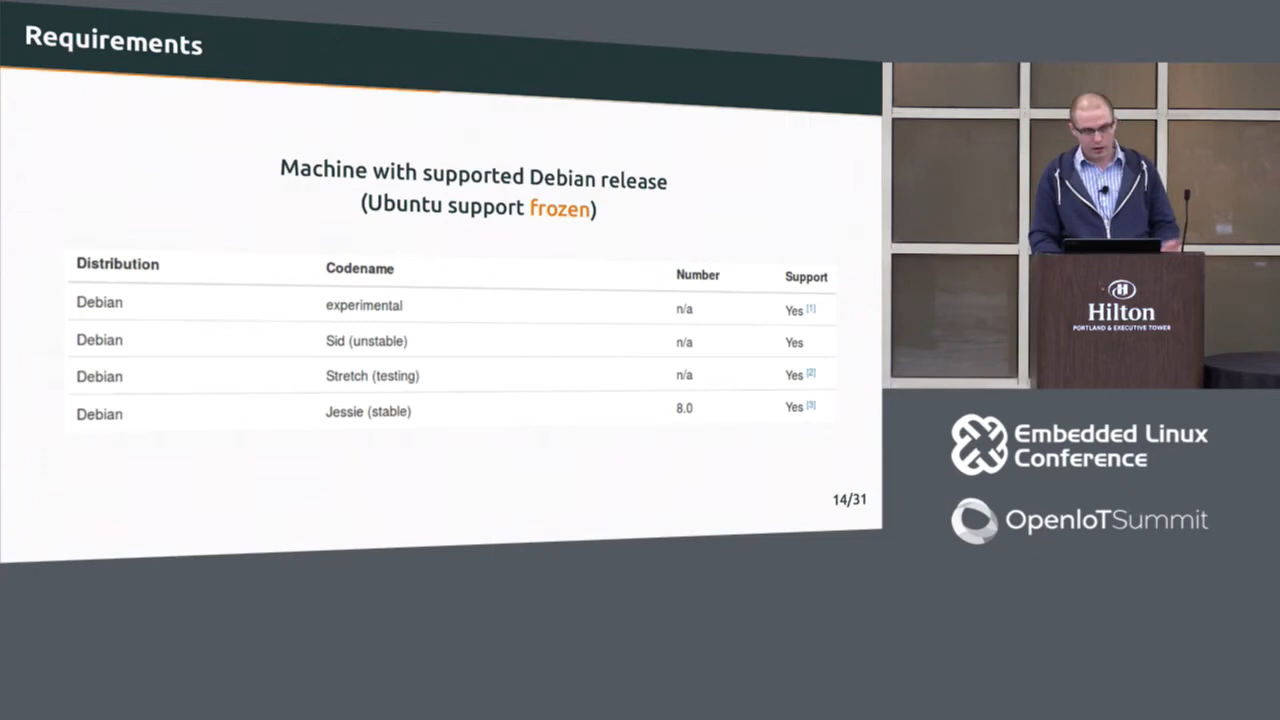 Requirements
Machine with supported Debian release
(Ubuntu support frozen)
Distribution Codename Number Support
Debian experimental n/a Yes [1]
Debian Sid (unstable) n/a Yes
Debian Stretch (testing) n/a Yes [2]
Debian Jessie (stable) 8.0 Yes [3]
14/31
Hilton
PORTLAND & EXECUTIVE TOWER
Embedded Linux
Conference
OpenIoTSummit